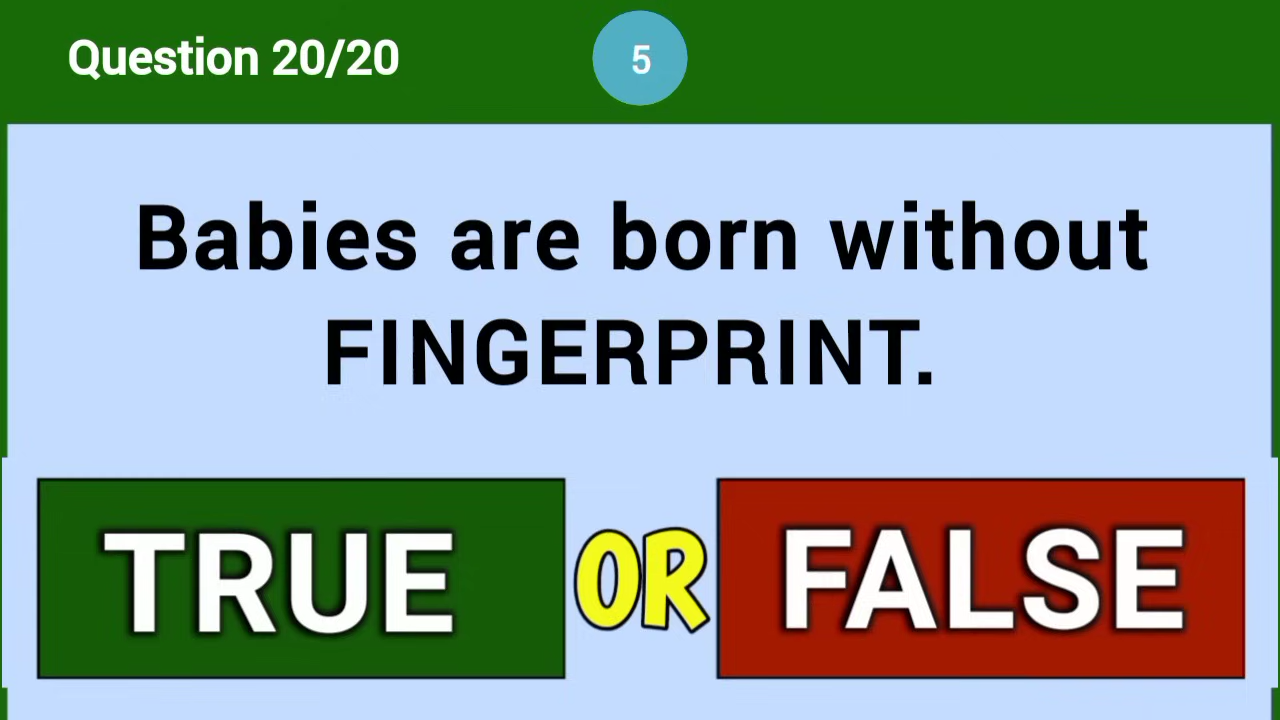 Question 20/20
5
Babies are born without
FINGERPRINT.
TRUE OR FALSE